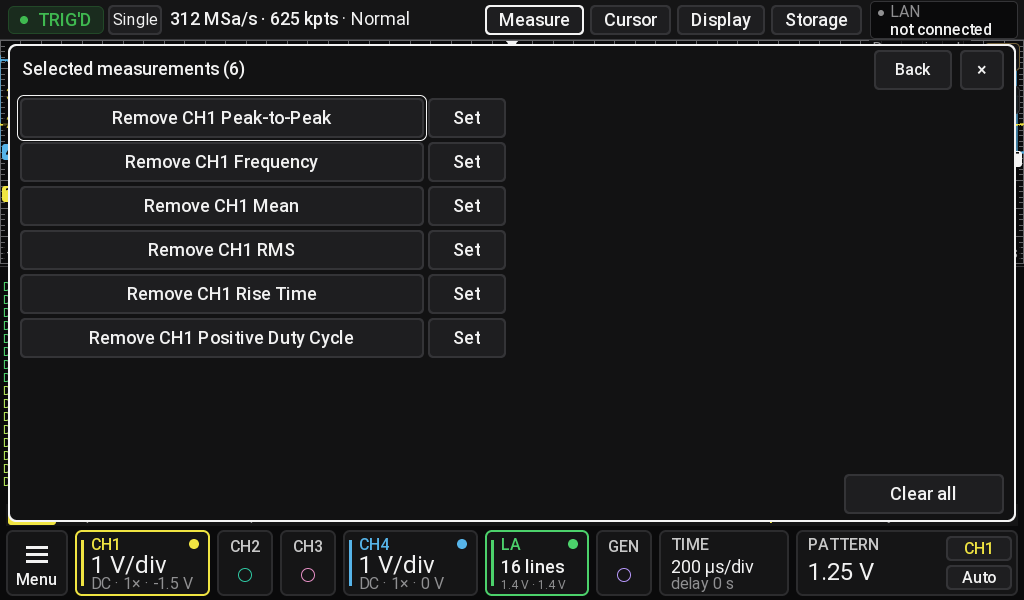 TRIG'D
Single
312 MSa/s · 625 kpts · Normal
Measure
Cursor
Display
Storage
LAN
not connected
Selected measurements (6)
Back
×
Remove CH1 Peak-to-Peak
Set
Remove CH1 Frequency
Set
Remove CH1 Mean
Set
Remove CH1 RMS
Set
Remove CH1 Rise Time
Set
Remove CH1 Positive Duty Cycle
Set
Clear all
Menu
CH1
1 V/div
DC · 1× · -1.5 V
CH2
CH3
CH4
1 V/div
DC · 1× · 0 V
LA
16 lines
1.4 V · 1.4 V
GEN
TIME
200 µs/div
delay 0 s
PATTERN
1.25 V
CH1
Auto